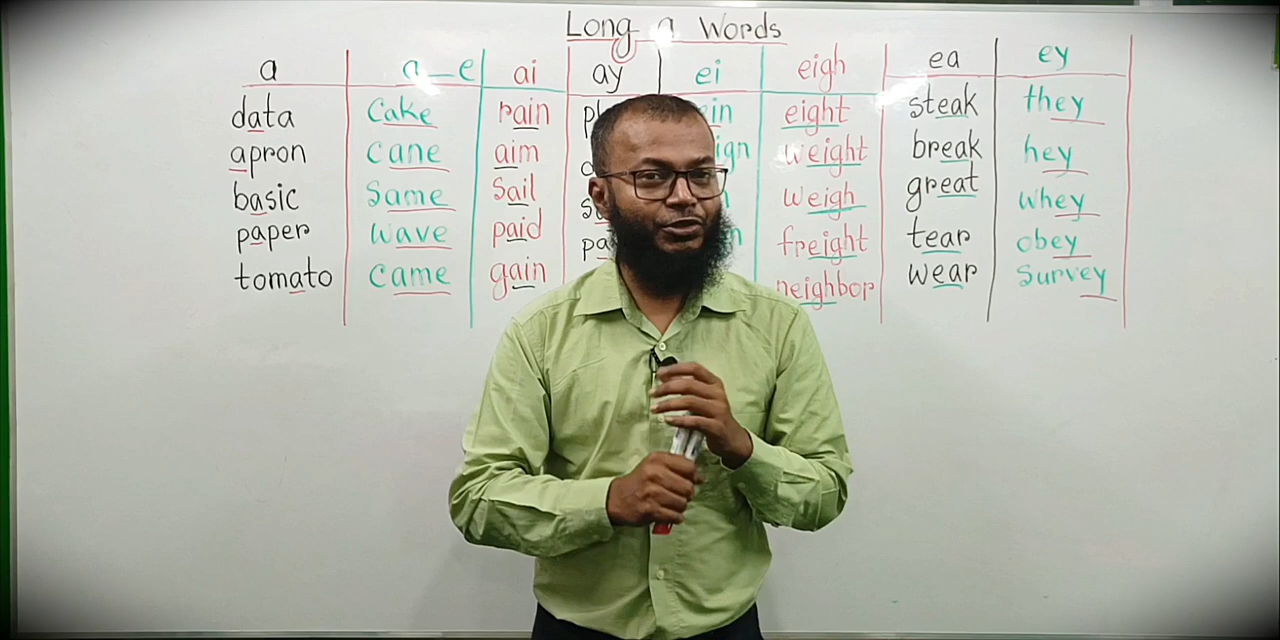 Long a Words
a a_e ai ay ei eigh ea ey
data cake rain eight steak they
apron cane aim weight break hey
basic same sail weigh great whey
paper wave paid freight tear obey
tomato came gain neighbor wear survey